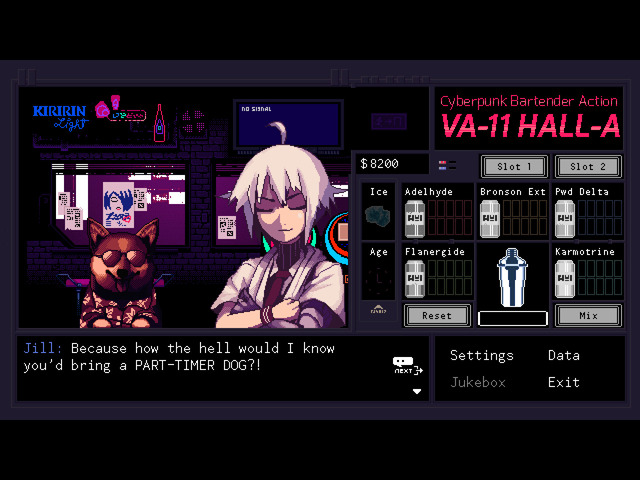 KIRIRIN
Light
NO SIGNAL
Cyberpunk Bartender Action
VA-11 HALL-A
$8200
Slot 1
Slot 2
Ice
Adelhyde
Bronson Ext
Pwd Delta
Age
Flanergide
Karmotrine
Reset
Mix
Jill: Because how the hell would I know
you'd bring a PART-TIMER DOG?!
NEXT
Settings
Data
Jukebox
Exit